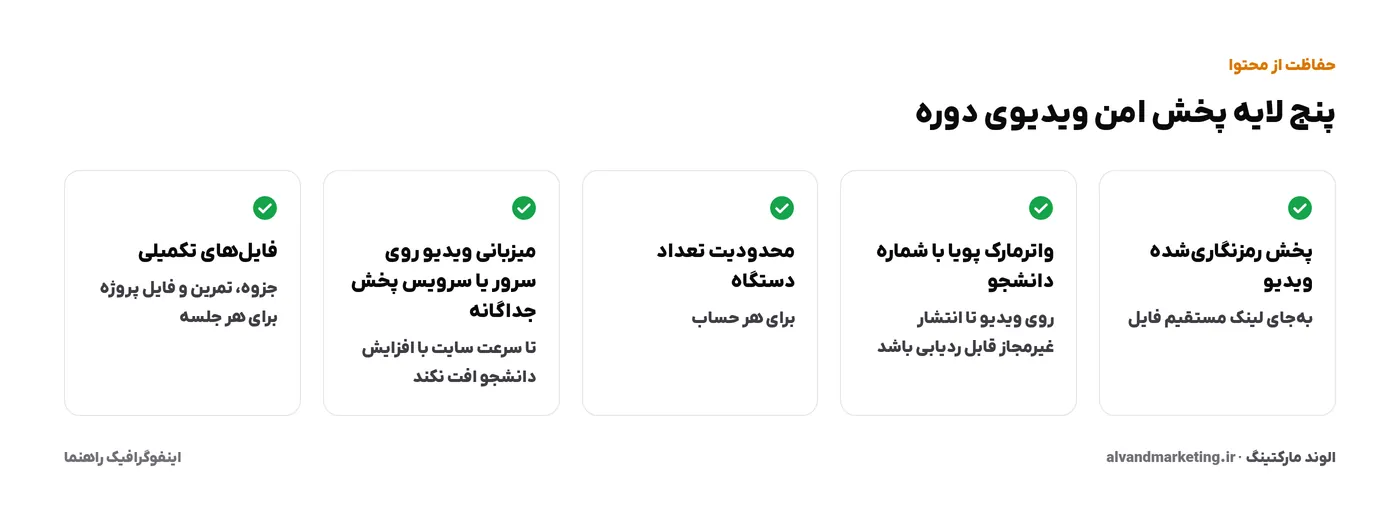 حفاظت از محتوا
پنج لایه پخش امن ویدیوی دوره
پخش رمزنگاری‌شده
ویدیو
به‌جای لینک مستقیم فایل
واترمارک پویا با شماره
دانشجو
روی ویدیو تا انتشار
غیرمجاز قابل ردیابی باشد
محدودیت تعداد
دستگاه
برای هر حساب
میزبانی ویدیو روی
سرور یا سرویس پخش
جداگانه
تا سرعت سایت با افزایش
دانشجو افت نکند
فایل‌های تکمیلی
جزوه، تمرین و فایل پروژه
برای هر جلسه
الوند مارکتینگ · alvandmarketing.ir
اینفوگرافیک راهنما